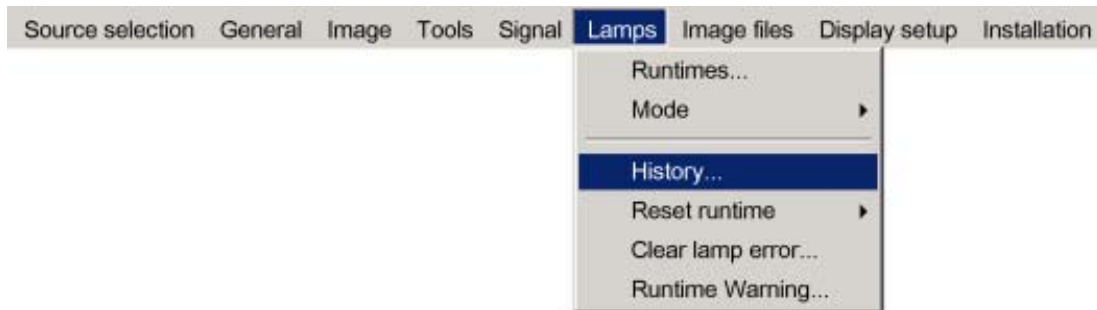 Source selection General Image Tools Signal Lamps Image files Display setup Installation
Runtimes...
Mode
History...
Reset runtime
Clear lamp error...
Runtime Warning...